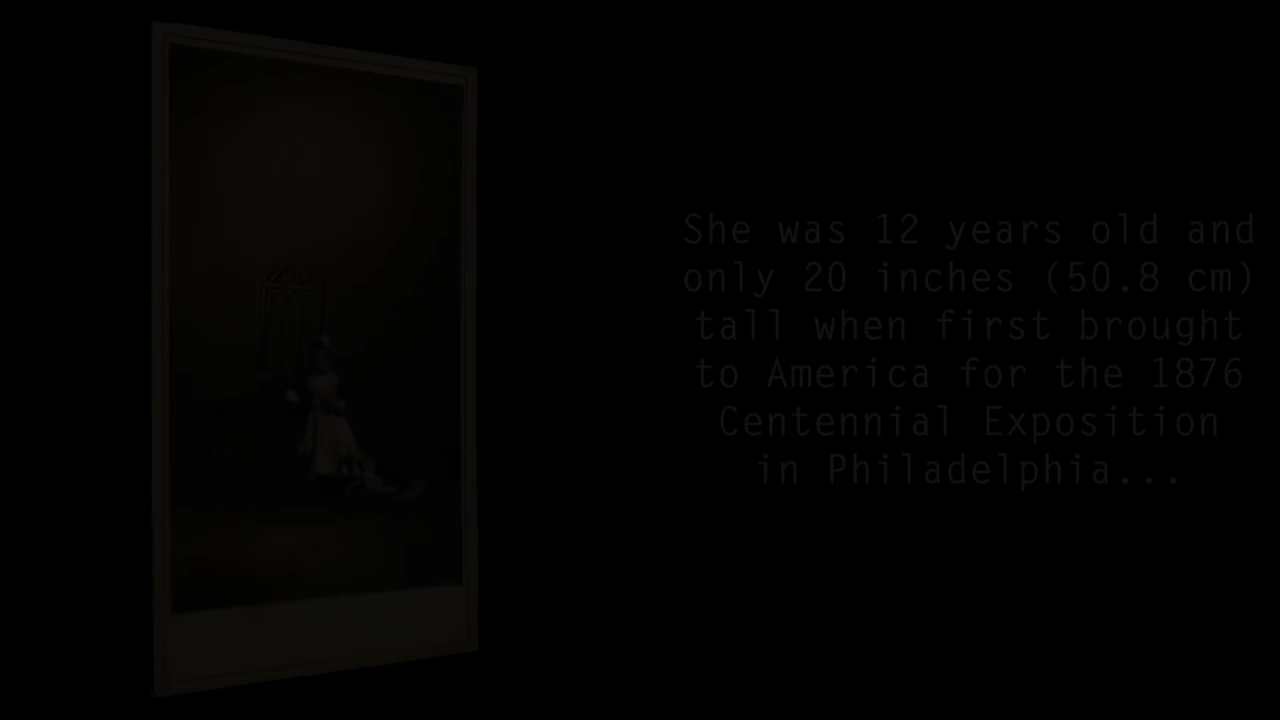 She was 12 years old and
only 20 inches (50.8 cm)
tall when first brought
to America for the 1876
Centennial Exposition
in Philadelphia...